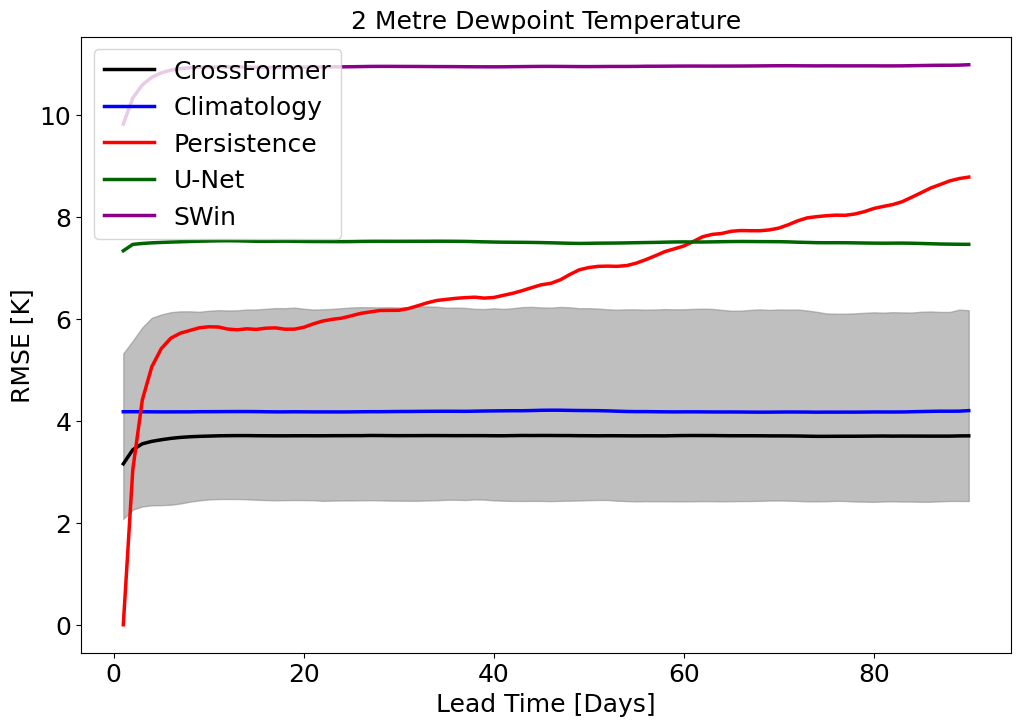 2 Metre Dewpoint Temperature
CrossFormer
Climatology
Persistence
U-Net
SWin
10
8
6
4
2
0
RMSE [K]
0 20 40 60 80
Lead Time [Days]